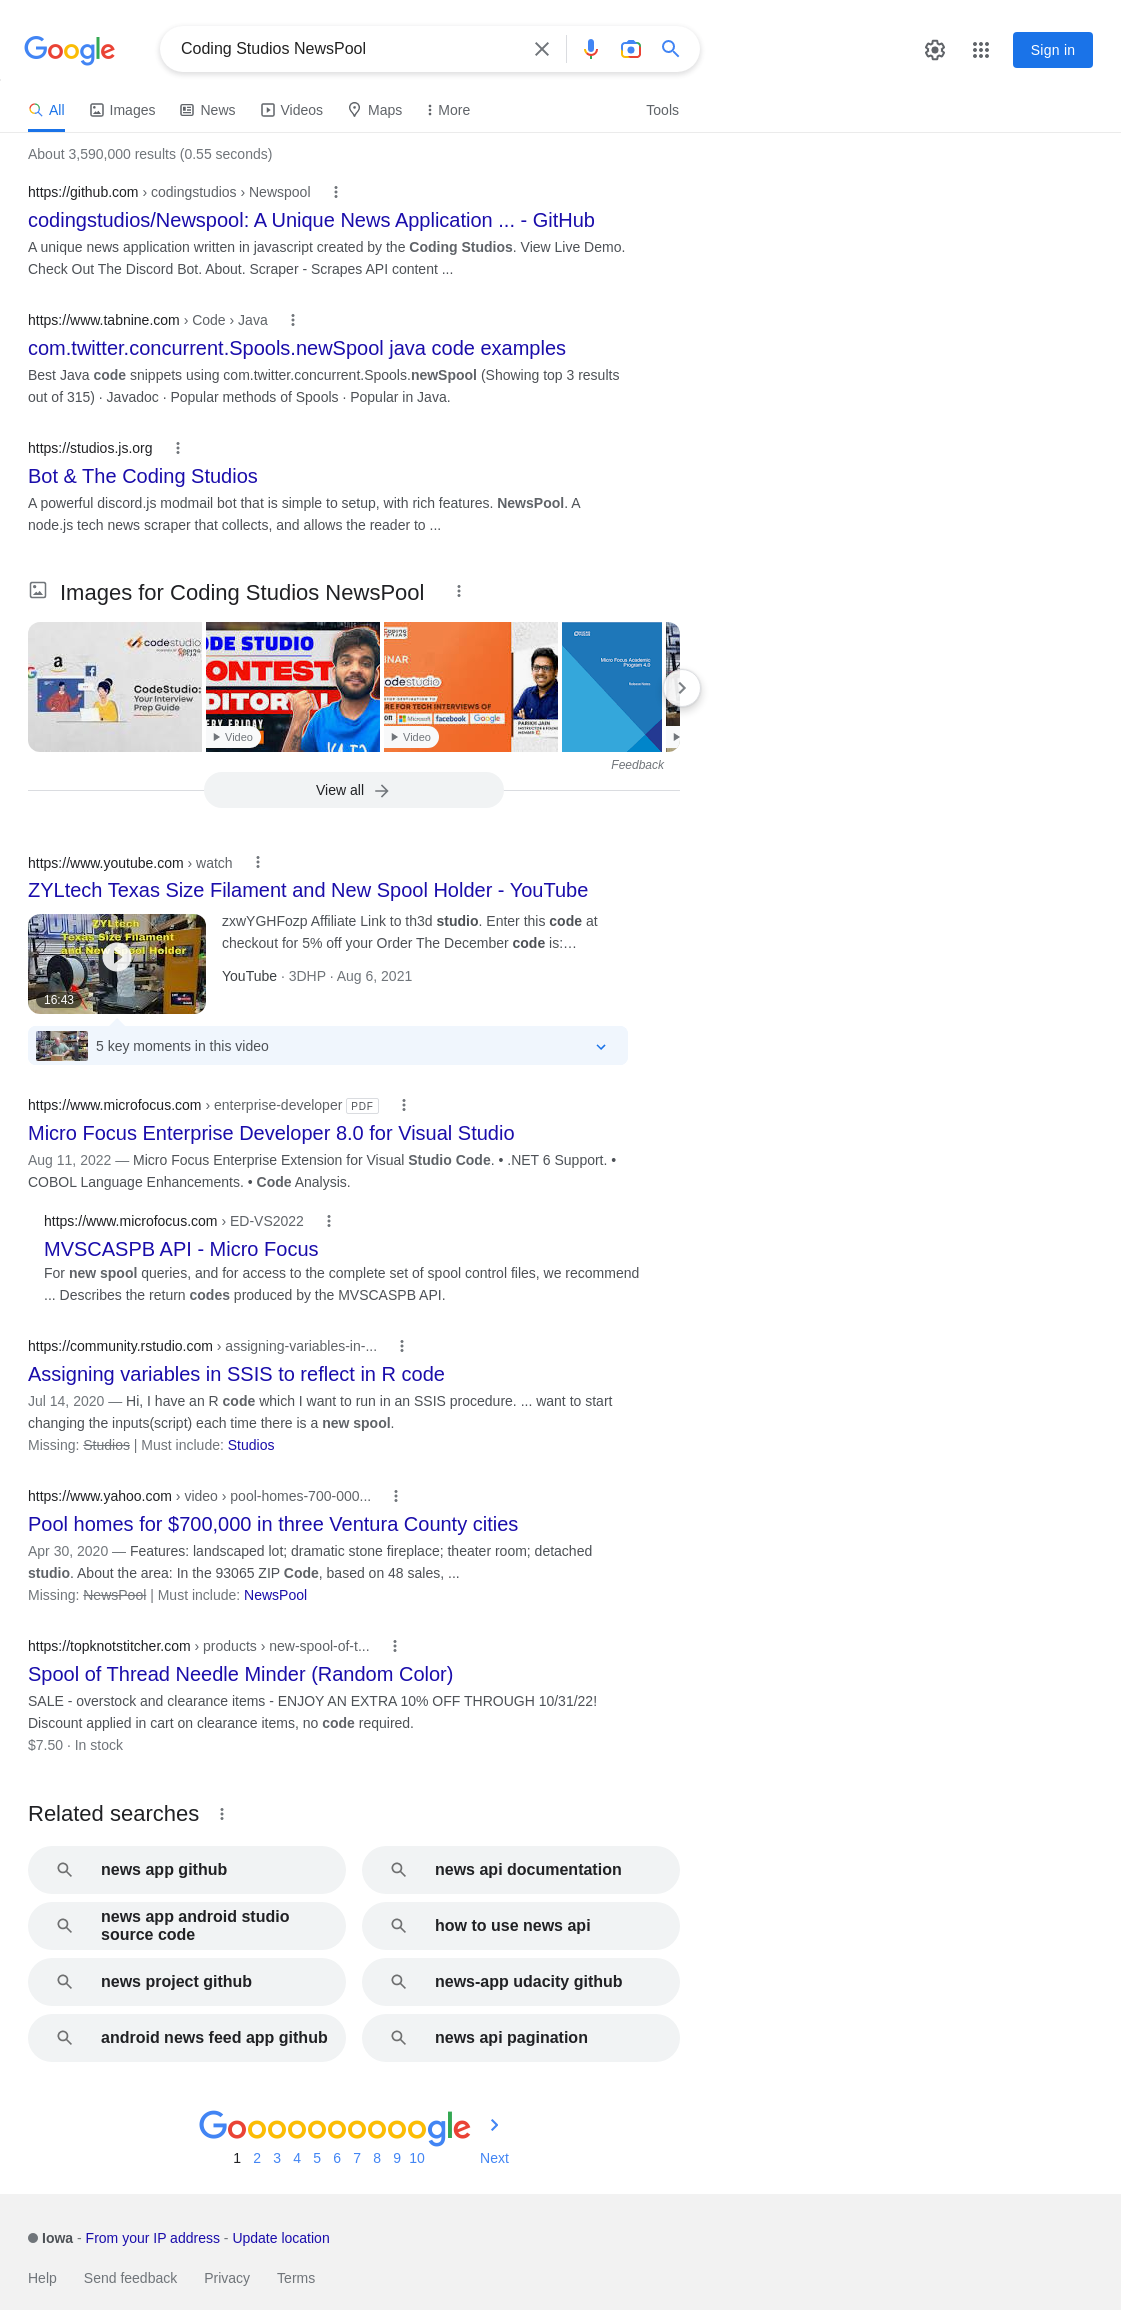 Google
Coding Studios NewsPool
Sign in
All
Images
News
Videos
Maps
More
Tools
About 3,590,000 results (0.55 seconds)
https://github.com › codingstudios › Newspool
codingstudios/Newspool: A Unique News Application ... - GitHub
A unique news application written in javascript created by the Coding Studios. View Live Demo.
Check Out The Discord Bot. About. Scraper - Scrapes API content ...
https://www.tabnine.com › Code › Java
com.twitter.concurrent.Spools.newSpool java code examples
Best Java code snippets using com.twitter.concurrent.Spools.newSpool (Showing top 3 results
out of 315) · Javadoc · Popular methods of Spools · Popular in Java.
https://studios.js.org
Bot & The Coding Studios
A powerful discord.js modmail bot that is simple to setup, with rich features. NewsPool. A
node.js tech news scraper that collects, and allows the reader to ...
Images for Coding Studios NewsPool
codestudio
CodeStudio:
Your Interview
Prep Guide
ODE STUDIO
ONTEST
DITORIAL
RY FRIDAY
Video
INAR
odestudio
RE FOR TECH INTERVIEWS OF
on Microsoft facebook Google
PARIKH JAIN
Video
Micro Focus Academic
Program 4.0
Feedback
View all
https://www.youtube.com › watch
ZYLtech Texas Size Filament and New Spool Holder - YouTube
ZYLtech
Texas Size Filament
and New Spool Holder
16:43
zxwYGHFozp Affiliate Link to th3d studio. Enter this code at
checkout for 5% off your Order The December code is:…
YouTube · 3DHP · Aug 6, 2021
5 key moments in this video
https://www.microfocus.com › enterprise-developer PDF
Micro Focus Enterprise Developer 8.0 for Visual Studio
Aug 11, 2022 — Micro Focus Enterprise Extension for Visual Studio Code. • .NET 6 Support. •
COBOL Language Enhancements. • Code Analysis.
https://www.microfocus.com › ED-VS2022
MVSCASPB API - Micro Focus
For new spool queries, and for access to the complete set of spool control files, we recommend
... Describes the return codes produced by the MVSCASPB API.
https://community.rstudio.com › assigning-variables-in-...
Assigning variables in SSIS to reflect in R code
Jul 14, 2020 — Hi, I have an R code which I want to run in an SSIS procedure. ... want to start
changing the inputs(script) each time there is a new spool.
Missing: Studios | Must include: Studios
https://www.yahoo.com › video › pool-homes-700-000...
Pool homes for $700,000 in three Ventura County cities
Apr 30, 2020 — Features: landscaped lot; dramatic stone fireplace; theater room; detached
studio. About the area: In the 93065 ZIP Code, based on 48 sales, ...
Missing: NewsPool | Must include: NewsPool
https://topknotstitcher.com › products › new-spool-of-t...
Spool of Thread Needle Minder (Random Color)
SALE - overstock and clearance items - ENJOY AN EXTRA 10% OFF THROUGH 10/31/22!
Discount applied in cart on clearance items, no code required.
$7.50 · In stock
Related searches
news app github
news api documentation
news app android studio
source code
how to use news api
news project github
news-app udacity github
android news feed app github
news api pagination
Goooooooooogle
1 2 3 4 5 6 7 8 9 10 Next
Iowa - From your IP address - Update location
Help Send feedback Privacy Terms